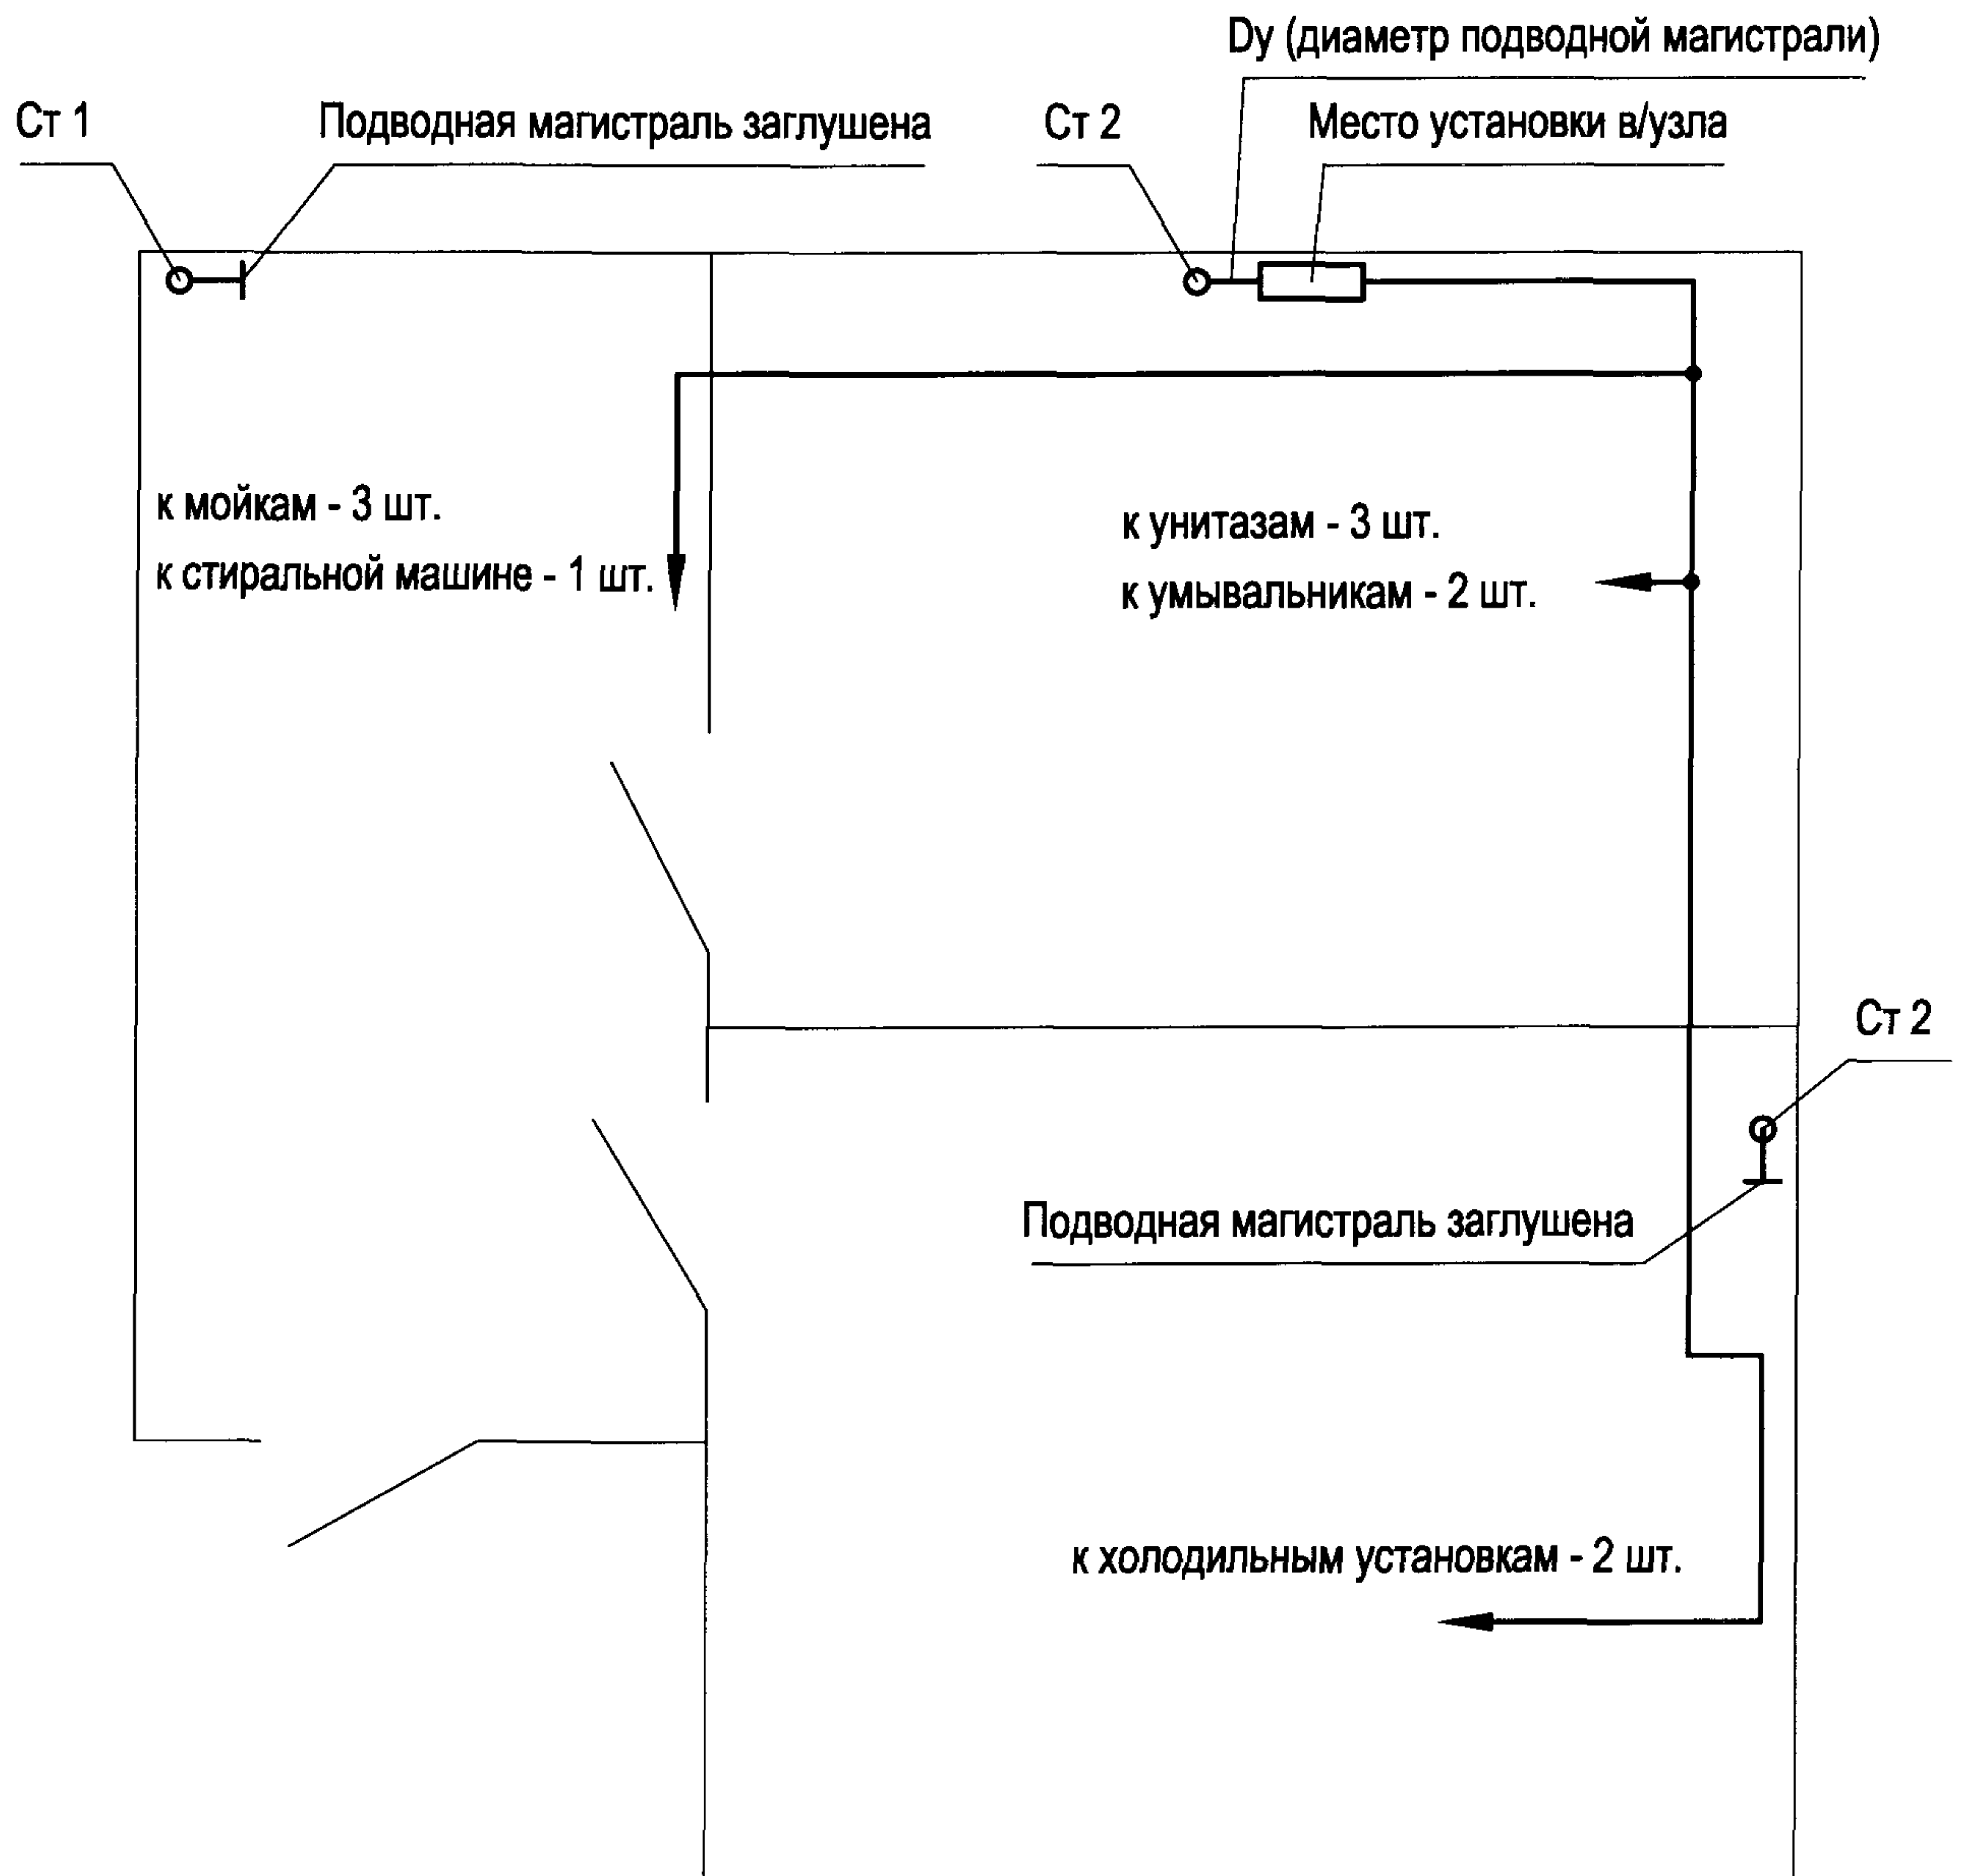 Dy (диаметр подводной магистрали)
Ст 1
Подводная магистраль заглушена
Ст 2
Место установки в/узла
к мойкам - 3 шт.
к стиральной машине - 1 шт.
к унитазам - 3 шт.
к умывальникам - 2 шт.
Ст 2
Подводная магистраль заглушена
к холодильным установкам - 2 шт.